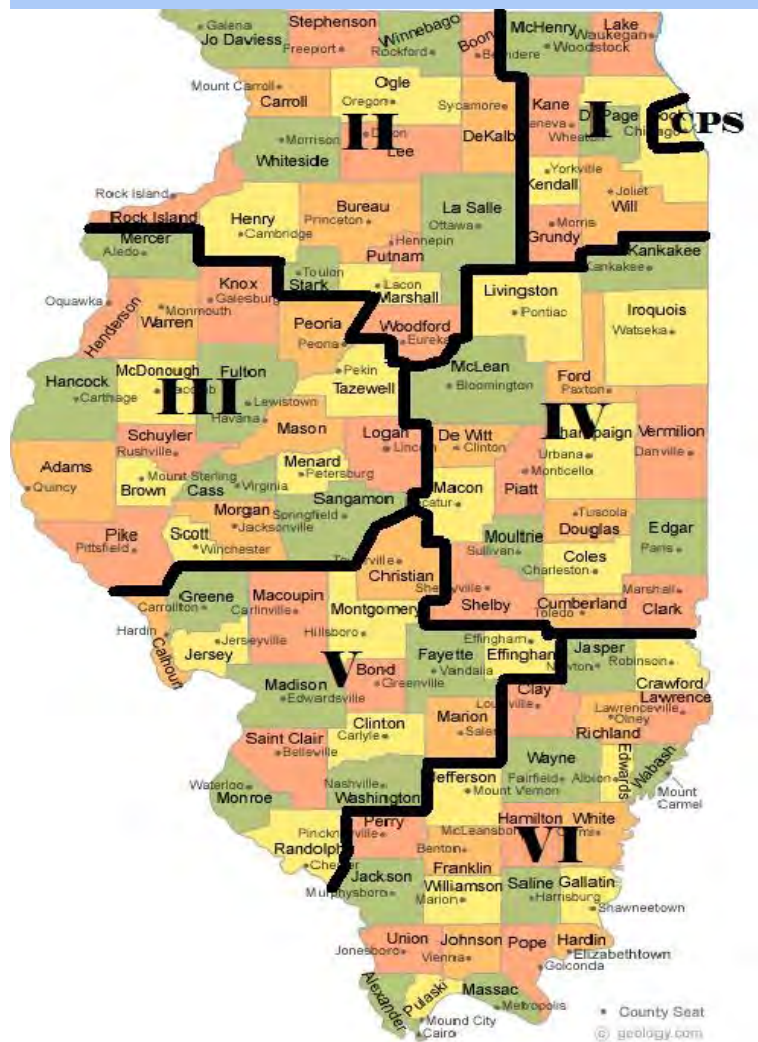 Galena
Jo Daviess
Stephenson
Freeport
Winnebago
Rockford
Boon
Belvidere
McHenry
Woodstock
Lake
Waukegan
Mount Carroll
Carroll
Ogle
Oregon
Sycamore
DeKalb
Kane
Geneva
I
DuPage
Wheaton
Cook
Chicago
CPS
Morrison
Whiteside
II
Dixon
Lee
Yorkville
Kendall
Joliet
Will
Rock Island
Rock Island
Henry
Cambridge
Bureau
Princeton
La Salle
Ottawa
Hennepin
Putnam
Morris
Grundy
Mercer
Aledo
Toulon
Stark
Lacon
Marshall
Kankakee
Kankakee
Oquawka
Henderson
Monmouth
Warren
Knox
Galesburg
Peoria
Peoria
Woodford
Eureka
Livingston
Pontiac
Iroquois
Watseka
Hancock
Carthage
McDonough
Macomb
III
Fulton
Lewistown
Havana
Pekin
Tazewell
McLean
Bloomington
Ford
Paxton
IV
Schuyler
Rushville
Mason
Logan
Lincoln
De Witt
Clinton
Champaign
Urbana
Monticello
Vermilion
Danville
Adams
Quincy
Mount Sterling
Brown
Cass
Virginia
Menard
Petersburg
Sangamon
Springfield
Macon
Decatur
Piatt
Pike
Pittsfield
Scott
Winchester
Morgan
Jacksonville
Taylorville
Christian
Moultrie
Sullivan
Tuscola
Douglas
Coles
Charleston
Edgar
Paris
Greene
Carrollton
Macoupin
Carlinville
Montgomery
Hillsboro
Shelbyville
Shelby
Cumberland
Toledo
Marshall
Clark
Hardin
Calhoun
Jersey
Jerseyville
V
Bond
Greenville
Fayette
Vandalia
Effingham
Effingham
Jasper
Newton
Robinson
Crawford
Madison
Edwardsville
Clinton
Carlyle
Marion
Salem
Clay
Louisville
Lawrence
Lawrenceville
Olney
Richland
Saint Clair
Belleville
Waterloo
Monroe
Nashville
Washington
Jefferson
Mount Vernon
Wayne
Fairfield
Albion
Edwards
Wabash
Mount
Carmel
Randolph
Chester
Perry
Pinckneyville
Hamilton
McLeansboro
White
Carmi
VI
Benton
Franklin
Jackson
Murphysboro
Williamson
Marion
Saline
Harrisburg
Gallatin
Shawneetown
Union
Jonesboro
Johnson
Vienna
Pope
Golconda
Hardin
Elizabethtown
Alexander
Pulaski
Massac
Metropolis
Mound City
Cairo
County Seat
© geology.com